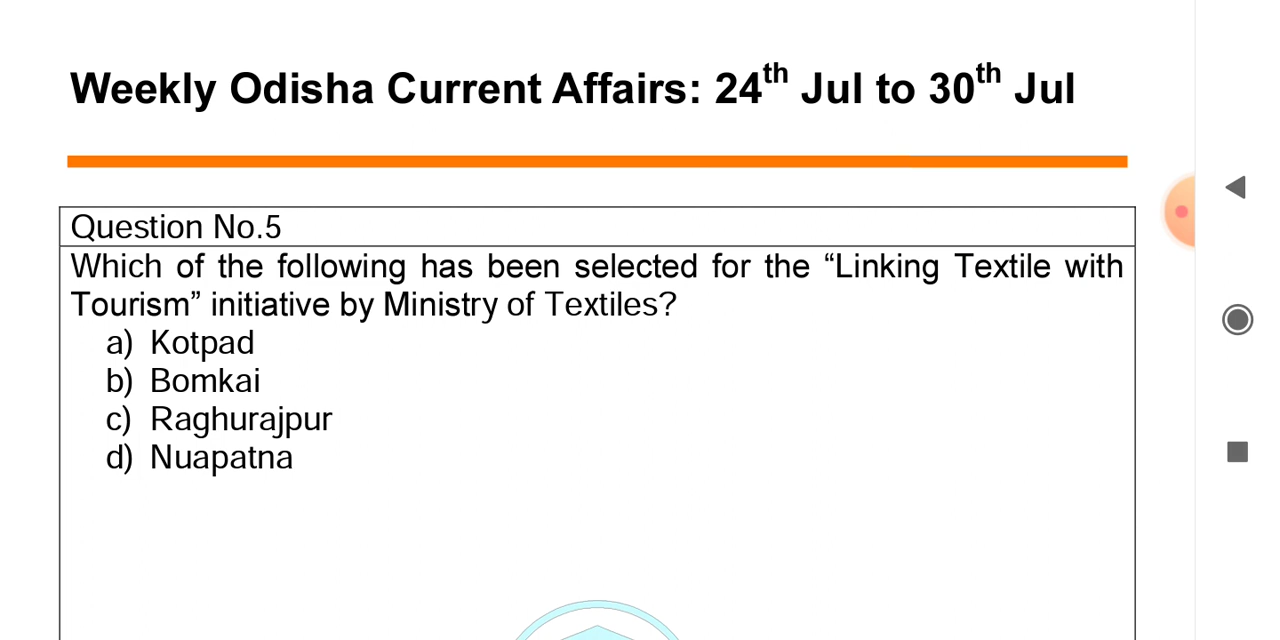 Weekly Odisha Current Affairs: 24th Jul to 30th Jul
Question No.5
Which of the following has been selected for the “Linking Textile with
Tourism” initiative by Ministry of Textiles?
a) Kotpad
b) Bomkai
c) Raghurajpur
d) Nuapatna